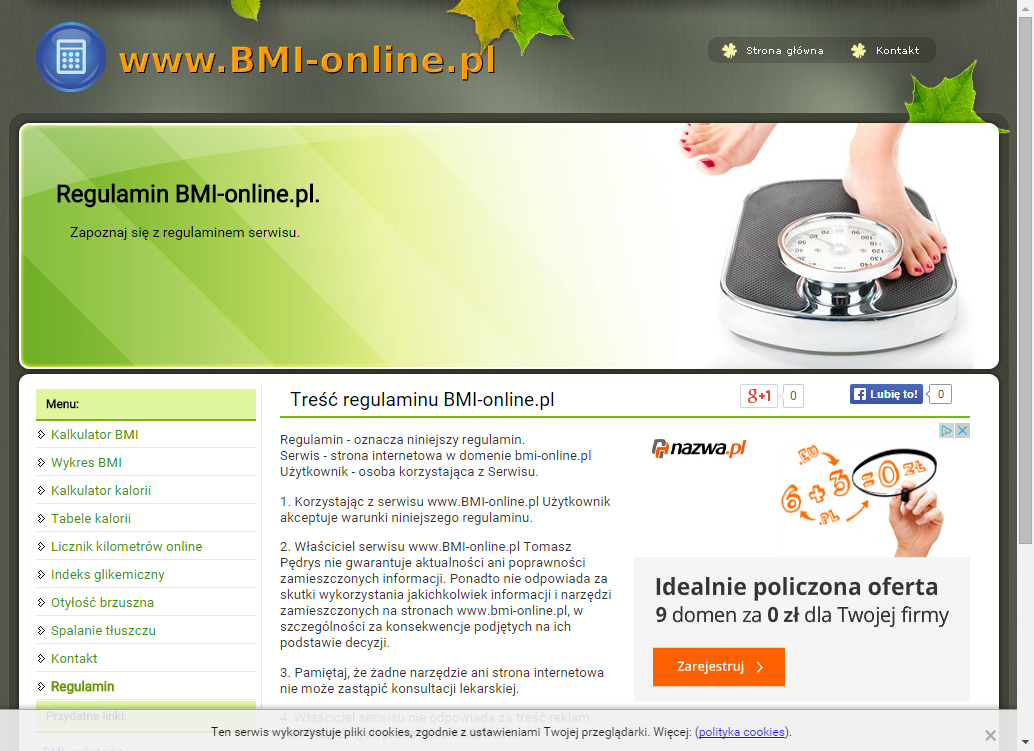 www.BMI-online.pl
Strona główna
Kontakt
Regulamin BMI-online.pl.
Zapoznaj się z regulaminem serwisu.
Menu:
Kalkulator BMI
Wykres BMI
Kalkulator kalorii
Tabele kalorii
Licznik kilometrów online
Indeks glikemiczny
Otyłość brzuszna
Spalanie tłuszczu
Kontakt
Regulamin
Przydatne linki:
Treść regulaminu BMI-online.pl
g+1 0
Lubię to! 0
Regulamin - oznacza niniejszy regulamin.
Serwis - strona internetowa w domenie bmi-online.pl
Użytkownik - osoba korzystająca z Serwisu.
1. Korzystając z serwisu www.BMI-online.pl Użytkownik
akceptuje warunki niniejszego regulaminu.
2. Właściciel serwisu www.BMI-online.pl Tomasz
Pędrys nie gwarantuje aktualności ani poprawności
zamieszczonych informacji. Ponadto nie odpowiada za
skutki wykorzystania jakichkolwiek informacji i narzędzi
zamieszczonych na stronach www.bmi-online.pl, w
szczególności za konsekwencje podjętych na ich
podstawie decyzji.
3. Pamiętaj, że żadne narzędzie ani strona internetowa
nie może zastąpić konsultacji lekarskiej.
4. Właściciel serwisu nie odpowiada za treść reklam
nazwa.pl
.EU
6+3=0 zł
.PL
Idealnie policzona oferta
9 domen za 0 zł dla Twojej firmy
Zarejestruj
Ten serwis wykorzystuje pliki cookies, zgodnie z ustawieniami Twojej przeglądarki. Więcej: (polityka cookies).